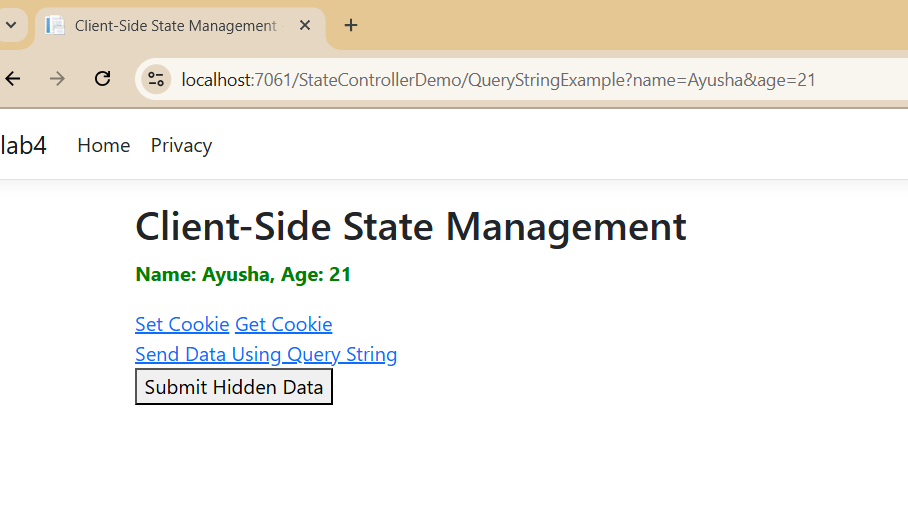 Client-Side State Management
localhost:7061/StateControllerDemo/QueryStringExample?name=Ayusha&age=21
lab4 Home Privacy
Client-Side State Management
Name: Ayusha, Age: 21
Set Cookie Get Cookie
Send Data Using Query String
Submit Hidden Data